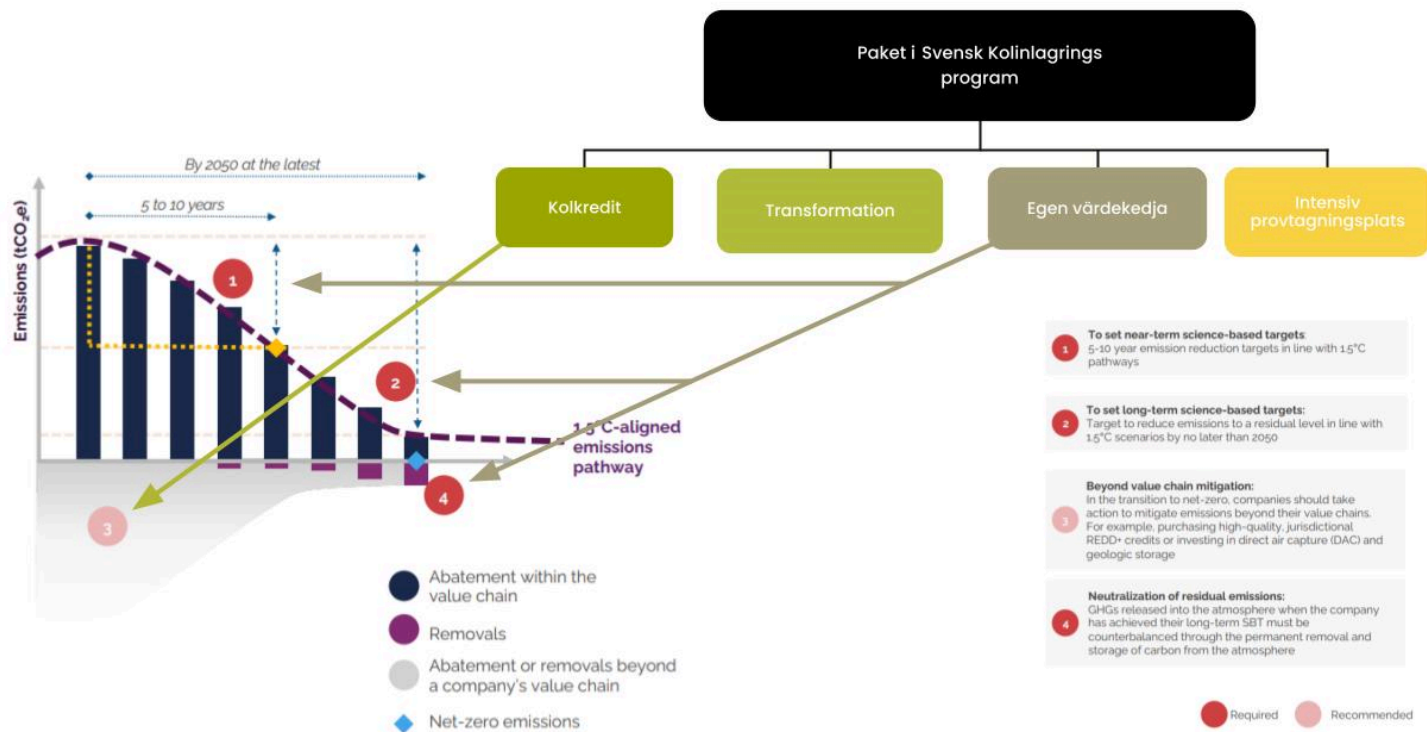 Paket i Svensk Kolinlagrings
program
Kolkredit
Transformation
Egen värdekedja
Intensiv
provtagningsplats
By 2050 at the latest
5 to 10 years
Emissions (tCO₂e)
1
2
3
4
1.5°C-aligned
emissions
pathway
Abatement within the
value chain
Removals
Abatement or removals beyond
a company's value chain
Net-zero emissions
1
To set near-term science-based targets:
5-10 year emission reduction targets in line with 1.5°C
pathways
2
To set long-term science-based targets:
Target to reduce emissions to a residual level in line with
1.5°C scenarios by no later than 2050
3
Beyond value chain mitigation:
In the transition to net-zero, companies should take
action to mitigate emissions beyond their value chains.
For example, purchasing high-quality, jurisdictional
REDD+ credits or investing in direct air capture (DAC) and
geologic storage
4
Neutralization of residual emissions:
GHGs released into the atmosphere when the company
has achieved their long-term SBT must be
counterbalanced through the permanent removal and
storage of carbon from the atmosphere
Required
Recommended